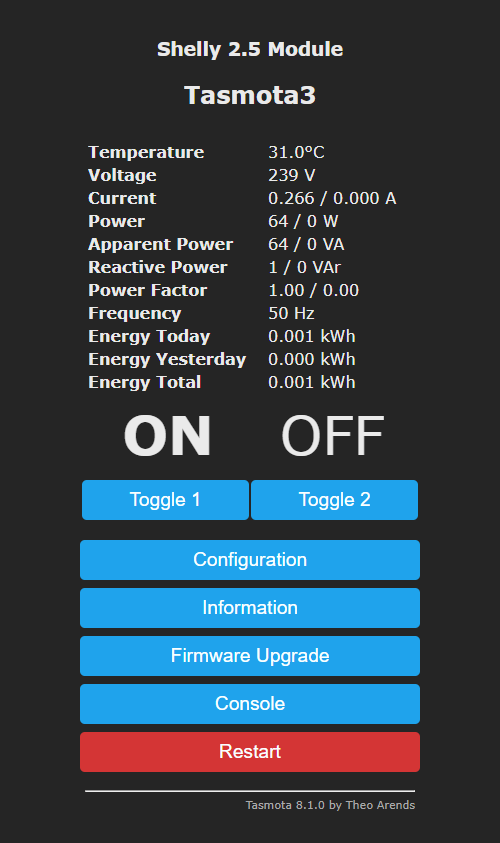 Shelly 2.5 Module
Tasmota3
Temperature 31.0°C
Voltage 239 V
Current 0.266 / 0.000 A
Power 64 / 0 W
Apparent Power 64 / 0 VA
Reactive Power 1 / 0 VAr
Power Factor 1.00 / 0.00
Frequency 50 Hz
Energy Today 0.001 kWh
Energy Yesterday 0.000 kWh
Energy Total 0.001 kWh
ON OFF
Toggle 1 Toggle 2
Configuration
Information
Firmware Upgrade
Console
Restart
Tasmota 8.1.0 by Theo Arends